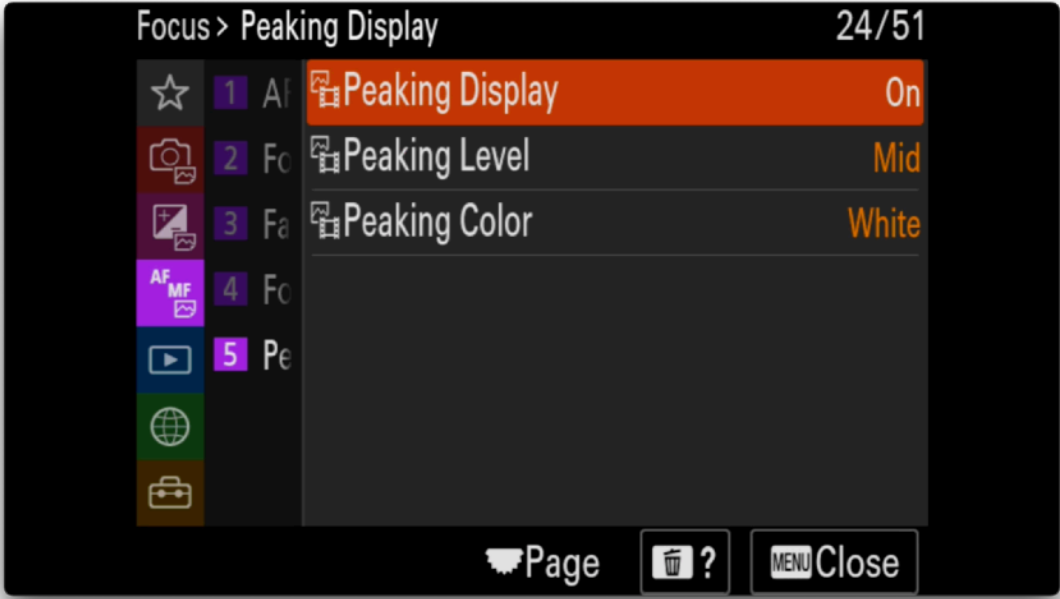 Focus> Peaking Display 24/51
1 AF
Peaking Display On
2 Fo
Peaking Level Mid
3 Fa
Peaking Color White
AF MF
4 Fo
5 Pe
Page ? MENU Close